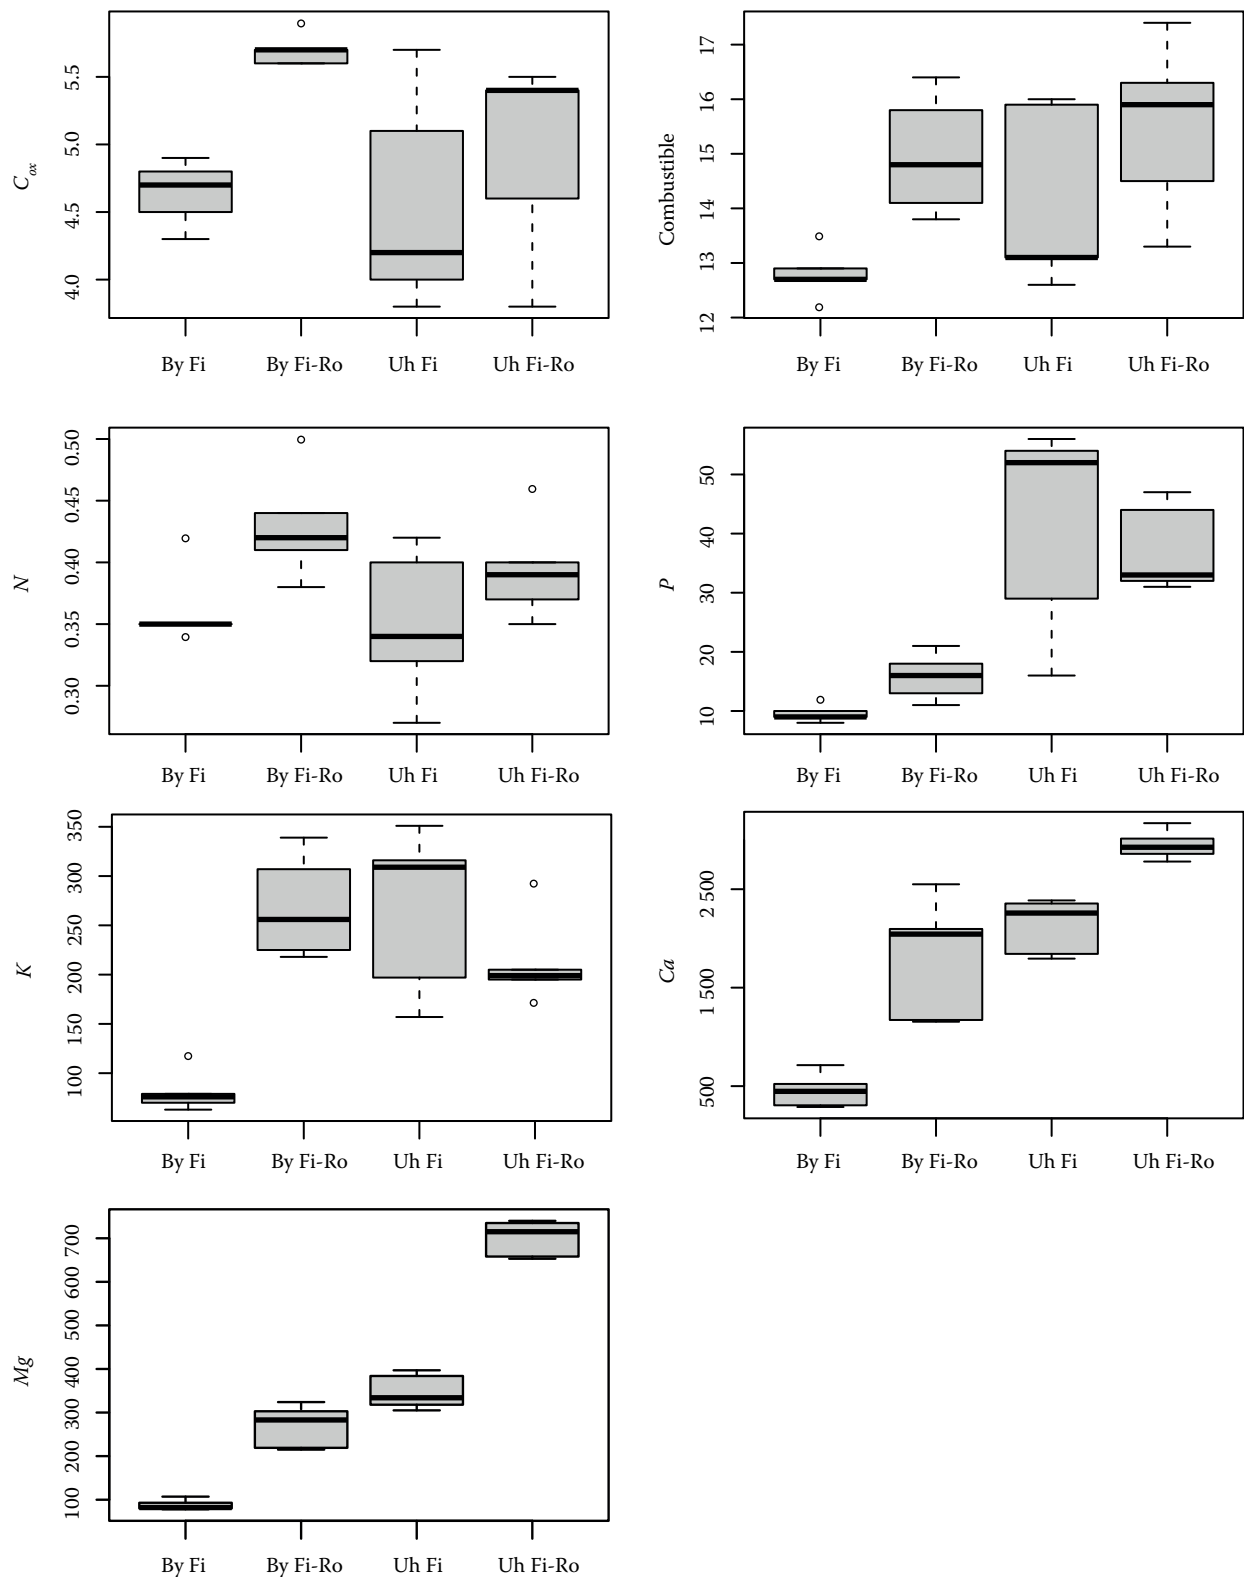 C_ox
5.5
5.0
4.5
4.0
By Fi By Fi-Ro Uh Fi Uh Fi-Ro
Combustible
17
16
15
14
13
12
By Fi By Fi-Ro Uh Fi Uh Fi-Ro
N
0.50
0.45
0.40
0.35
0.30
By Fi By Fi-Ro Uh Fi Uh Fi-Ro
P
50
40
30
20
10
By Fi By Fi-Ro Uh Fi Uh Fi-Ro
K
350
300
250
200
150
100
By Fi By Fi-Ro Uh Fi Uh Fi-Ro
Ca
2 500
1 500
500
By Fi By Fi-Ro Uh Fi Uh Fi-Ro
Mg
700
600
500
400
300
200
100
By Fi By Fi-Ro Uh Fi Uh Fi-Ro